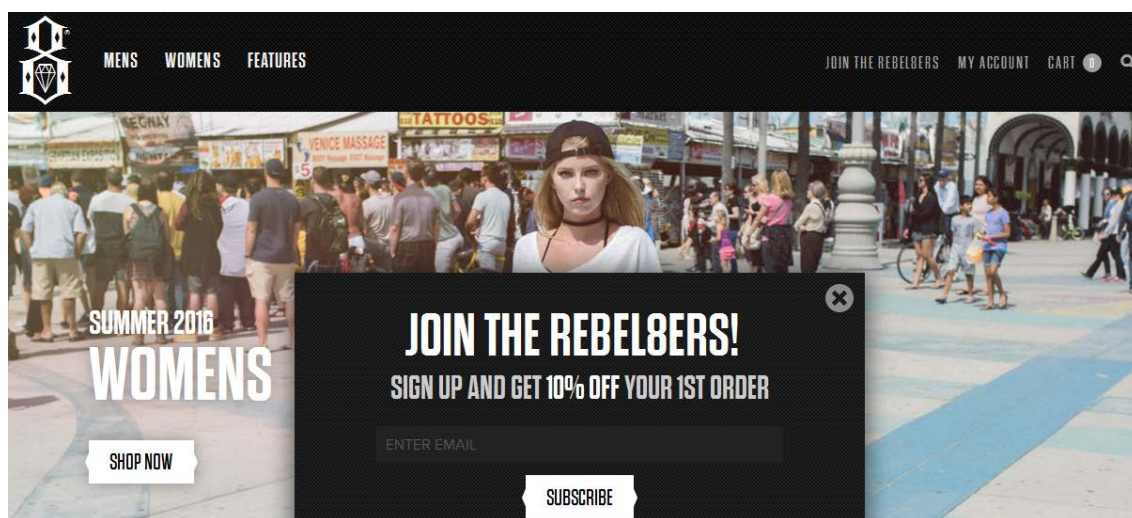 MENS WOMENS FEATURES
JOIN THE REBEL8ERS MY ACCOUNT CART 0
TATTOOS
VENICE MASSAGE
$5
SUMMER 2016
WOMENS
SHOP NOW
JOIN THE REBEL8ERS!
SIGN UP AND GET 10% OFF YOUR 1ST ORDER
ENTER EMAIL
SUBSCRIBE